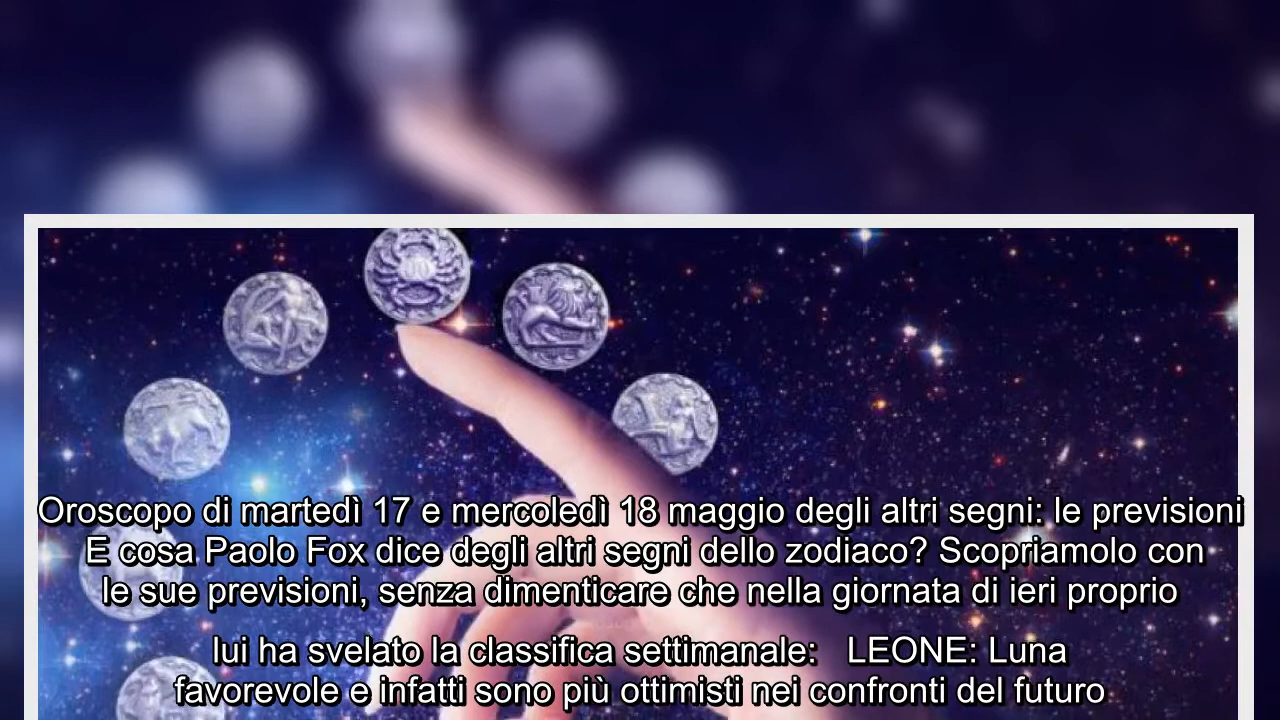 Oroscopo di martedì 17 e mercoledì 18 maggio degli altri segni: le previsioni
E cosa Paolo Fox dice degli altri segni dello zodiaco? Scopriamolo con
le sue previsioni, senza dimenticare che nella giornata di ieri proprio
lui ha svelato la classifica settimanale:   LEONE: Luna
favorevole e infatti sono più ottimisti nei confronti del futuro